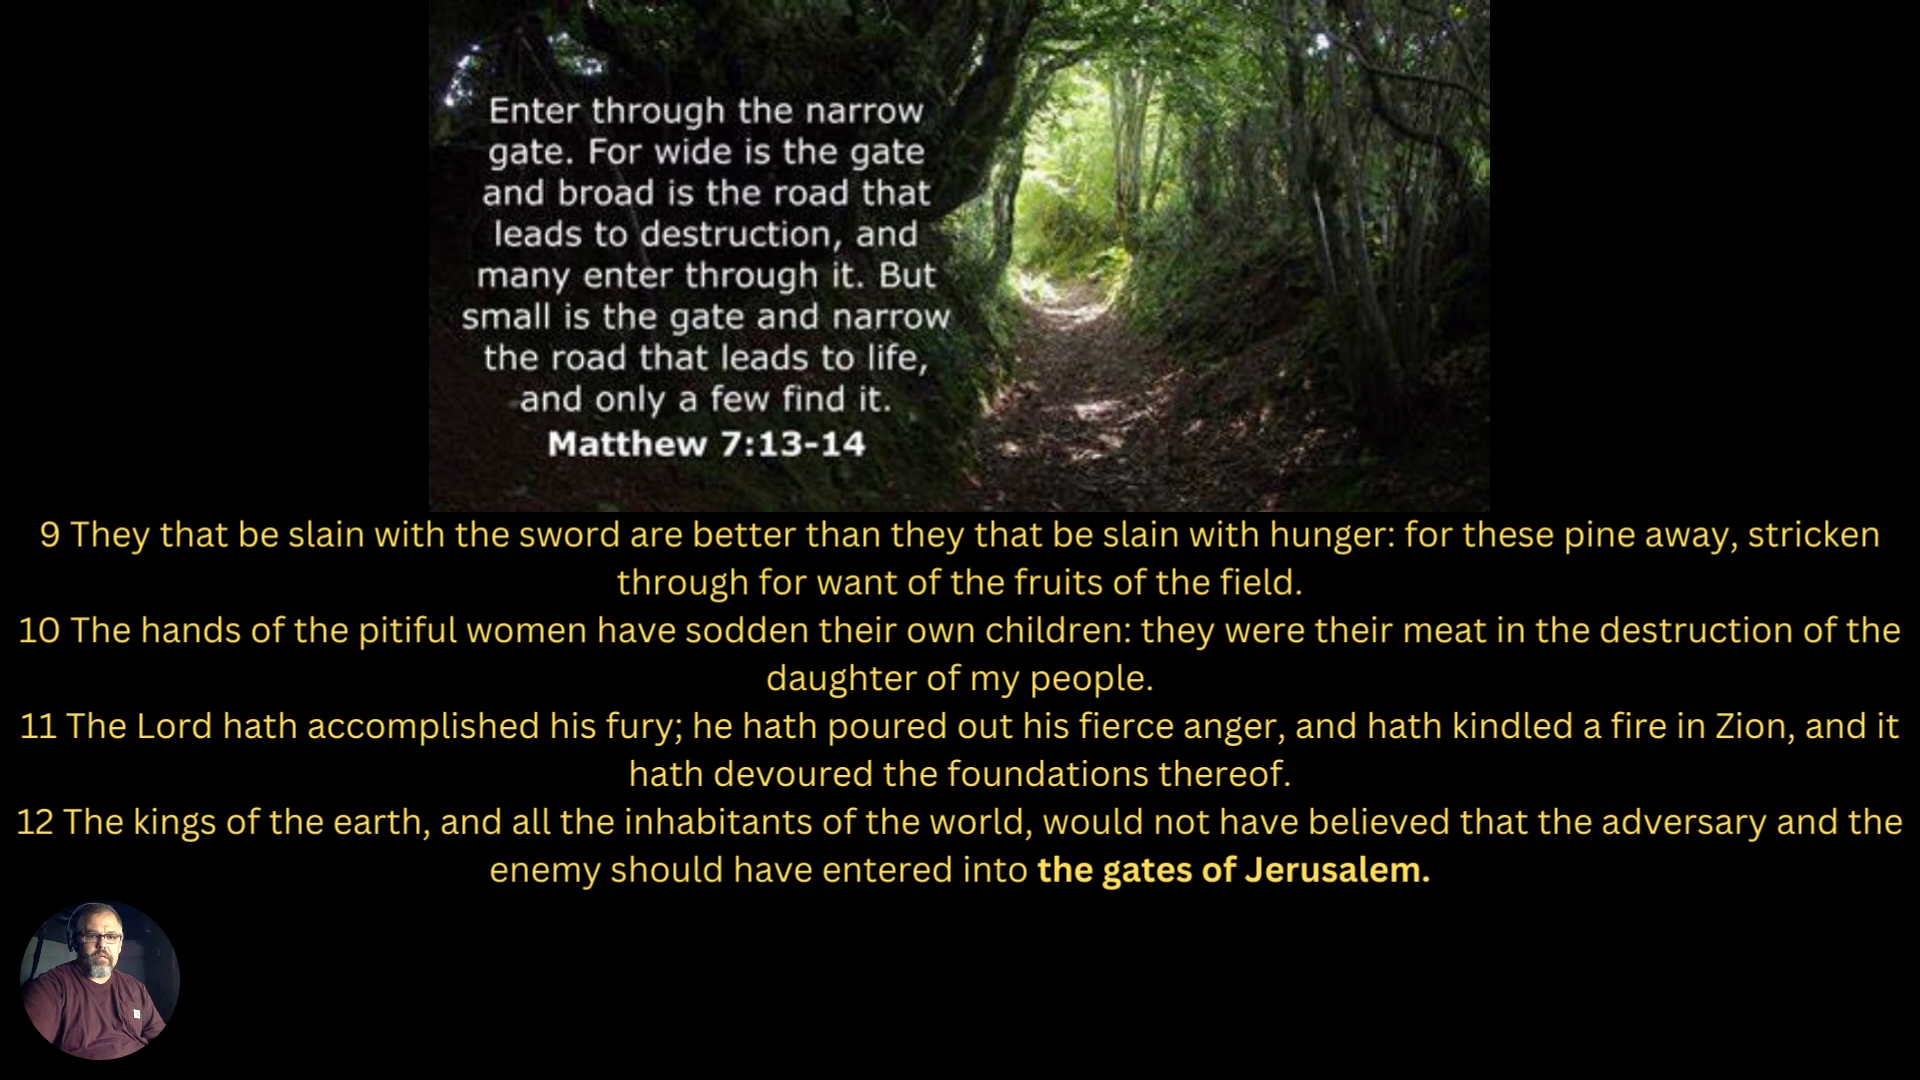 Enter through the narrow
gate. For wide is the gate
and broad is the road that
leads to destruction, and
many enter through it. But
small is the gate and narrow
the road that leads to life,
and only a few find it.
Matthew 7:13-14
9 They that be slain with the sword are better than they that be slain with hunger: for these pine away, stricken
through for want of the fruits of the field.
10 The hands of the pitiful women have sodden their own children: they were their meat in the destruction of the
daughter of my people.
11 The Lord hath accomplished his fury; he hath poured out his fierce anger, and hath kindled a fire in Zion, and it
hath devoured the foundations thereof.
12 The kings of the earth, and all the inhabitants of the world, would not have believed that the adversary and the
enemy should have entered into the gates of Jerusalem.